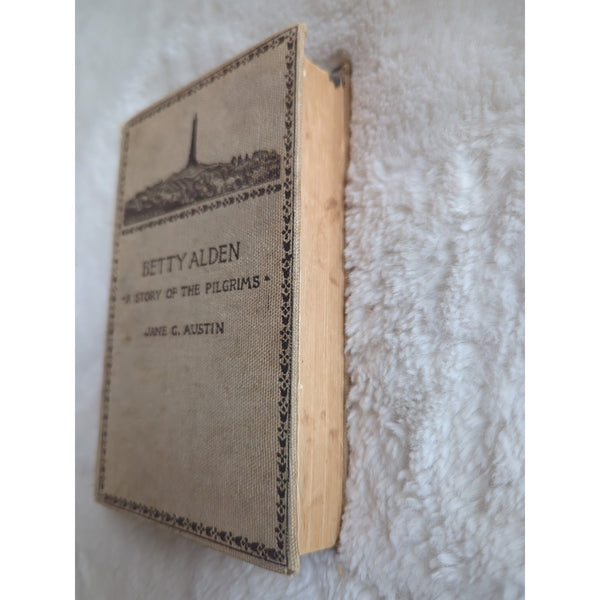 BETTY ALDEN
A STORY OF THE PILGRIMS
JANE G. AUSTIN